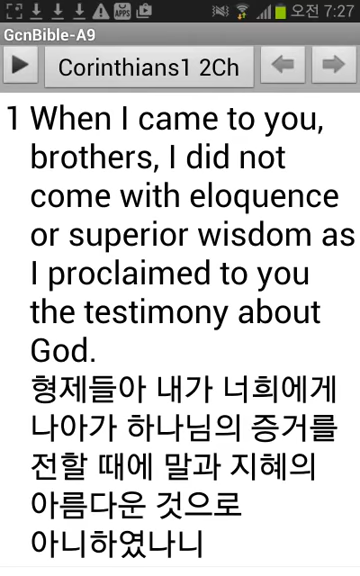 APPS 오전 7:27
GcnBible-A9
Corinthians1 2Ch
1 When I came to you,
brothers, I did not
come with eloquence
or superior wisdom as
I proclaimed to you
the testimony about
God.
형제들아 내가 너희에게
나아가 하나님의 증거를
전할 때에 말과 지혜의
아름다운 것으로
아니하였나니